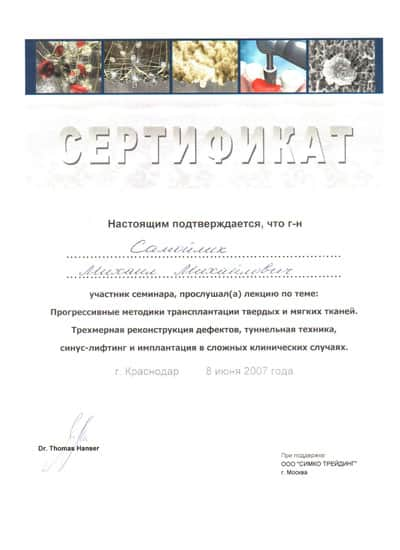 СЕРТИФИКАТ
Настоящим подтверждается, что г-н
Самойлик
Михаил Михайлович
участник семинара, прослушал(а) лекцию по теме:
Прогрессивные методики трансплантации твердых и мягких тканей.
Трехмерная реконструкция дефектов, туннельная техника,
синус-лифтинг и имплантация в сложных клинических случаях.
г. Краснодар 8 июня 2007 года
Dr. Thomas Hanser
При поддержке
ООО "СИМКО ТРЕЙДИНГ"
г. Москва